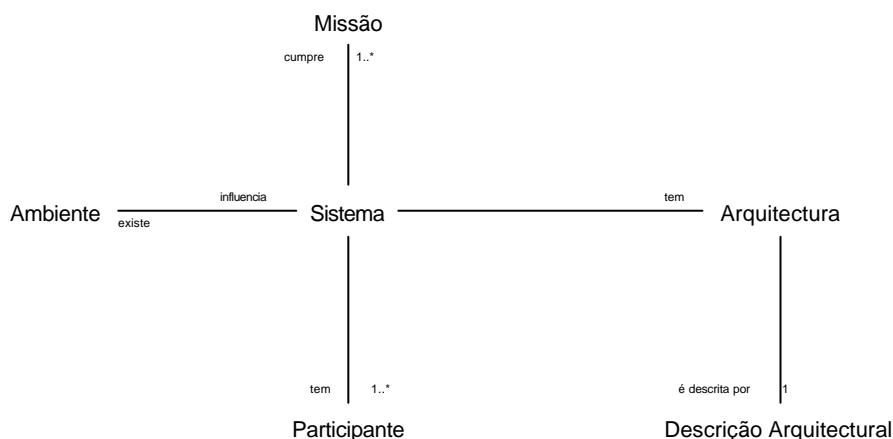 Missão
cumpre 1..*
influencia
tem
Ambiente
Sistema
Arquitectura
existe
tem 1..*
é descrita por 1
Participante
Descrição Arquitectural